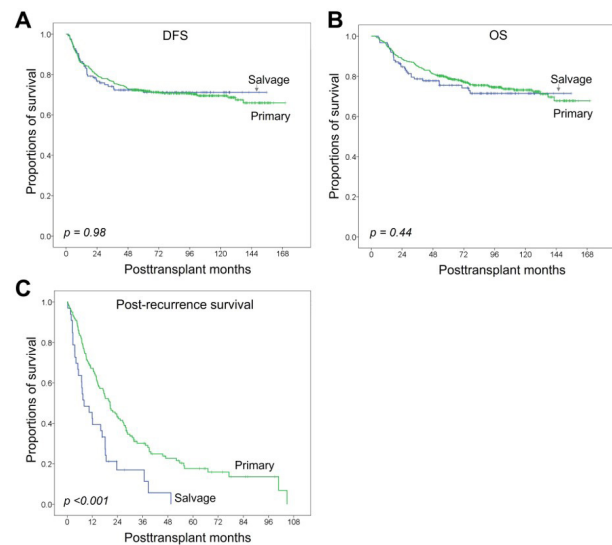 A
DFS
Proportions of survival
1.0
0.8
0.6
0.4
0.2
0.0
Salvage
Primary
p = 0.98
0 24 48 72 96 120 144 168
Posttransplant months
B
OS
Proportions of survival
1.0
0.8
0.6
0.4
0.2
0.0
Salvage
Primary
p = 0.44
0 24 48 72 96 120 144 168
Posttransplant months
C
Post-recurrence survival
Proportions of survival
1.0
0.8
0.6
0.4
0.2
0.0
Primary
Salvage
p <0.001
0 12 24 36 48 60 72 84 96 108
Posttransplant months